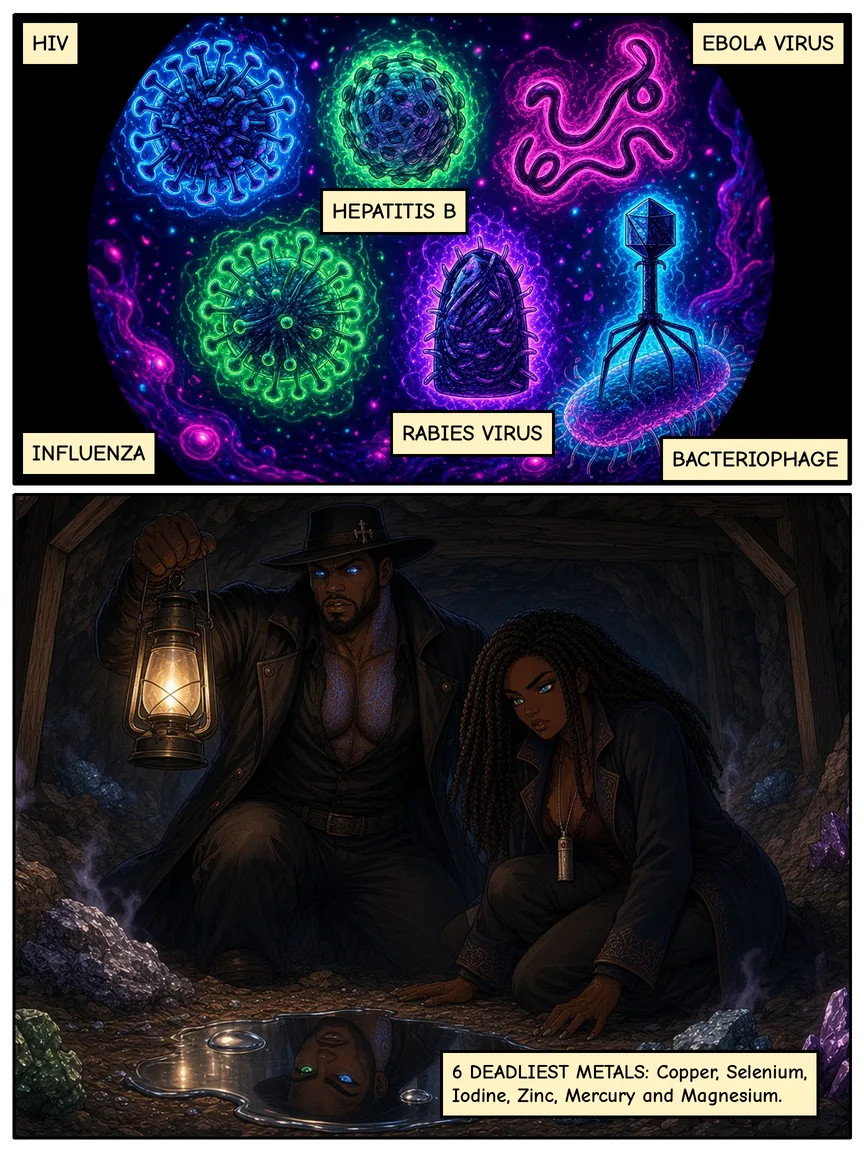 HIV
EBOLA VIRUS
HEPATITIS B
INFLUENZA
RABIES VIRUS
BACTERIOPHAGE
6 DEADLIEST METALS: Copper, Selenium,
Iodine, Zinc, Mercury and Magnesium.